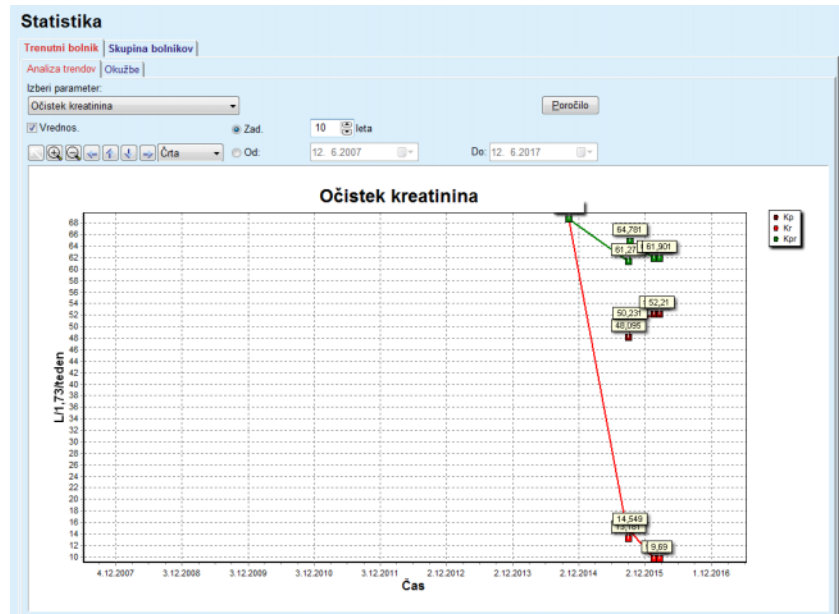 Statistika
Trenutni bolnik Skupina bolnikov
Analiza trendov Okužbe
Izberi parameter:
Očistek kreatinina
Poročilo
Vrednos. Zad. 10 leta
Črta Od: 12. 6.2007 Do: 12. 6.2017
Očistek kreatinina
Kp
Kr
Kpr
68
66
64
62
60
58
56
54
52
50
48
46
44
42
40
38
36
34
32
30
28
26
24
22
20
18
16
14
12
10
L/1,73/teden
64,781
61,27
61,901
52,21
50,231
48,095
14,549
9,69
4.12.2007 3.12.2008 3.12.2009 3.12.2010 3.12.2011 2.12.2012 2.12.2013 2.12.2014 2.12.2015 1.12.2016
Čas